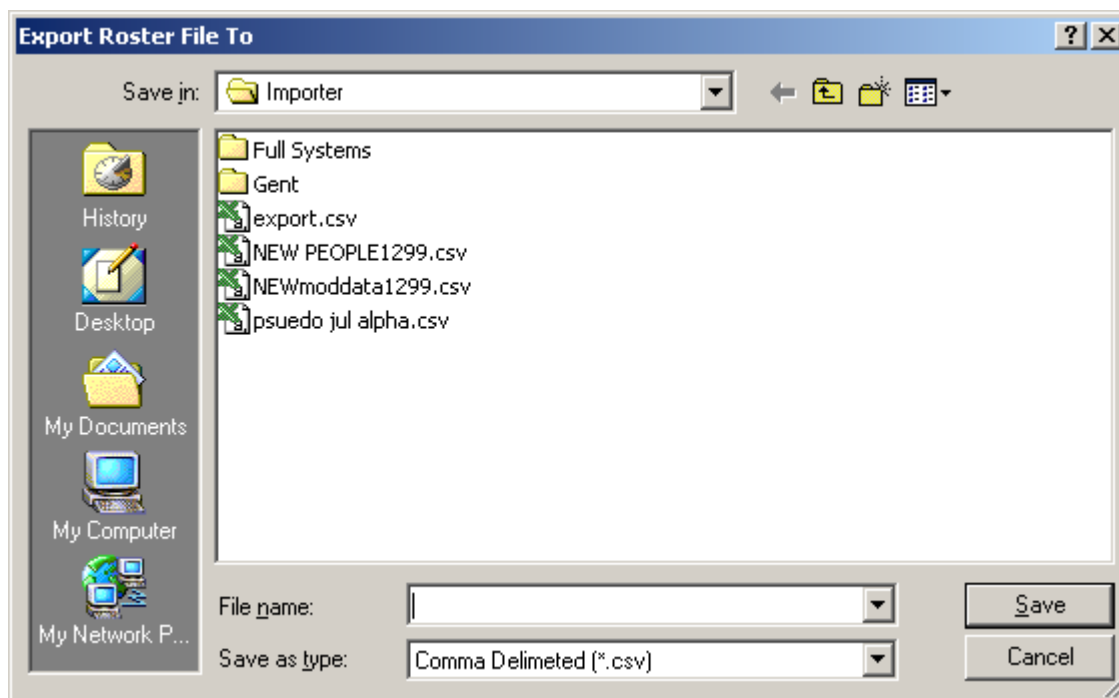 Export Roster File To
Save in:
Importer
History
Desktop
My Documents
My Computer
My Network P...
Full Systems
Gent
export.csv
NEW PEOPLE1299.csv
NEWmoddata1299.csv
psuedo jul alpha.csv
File name:
Save
Save as type:
Comma Delimeted (*.csv)
Cancel